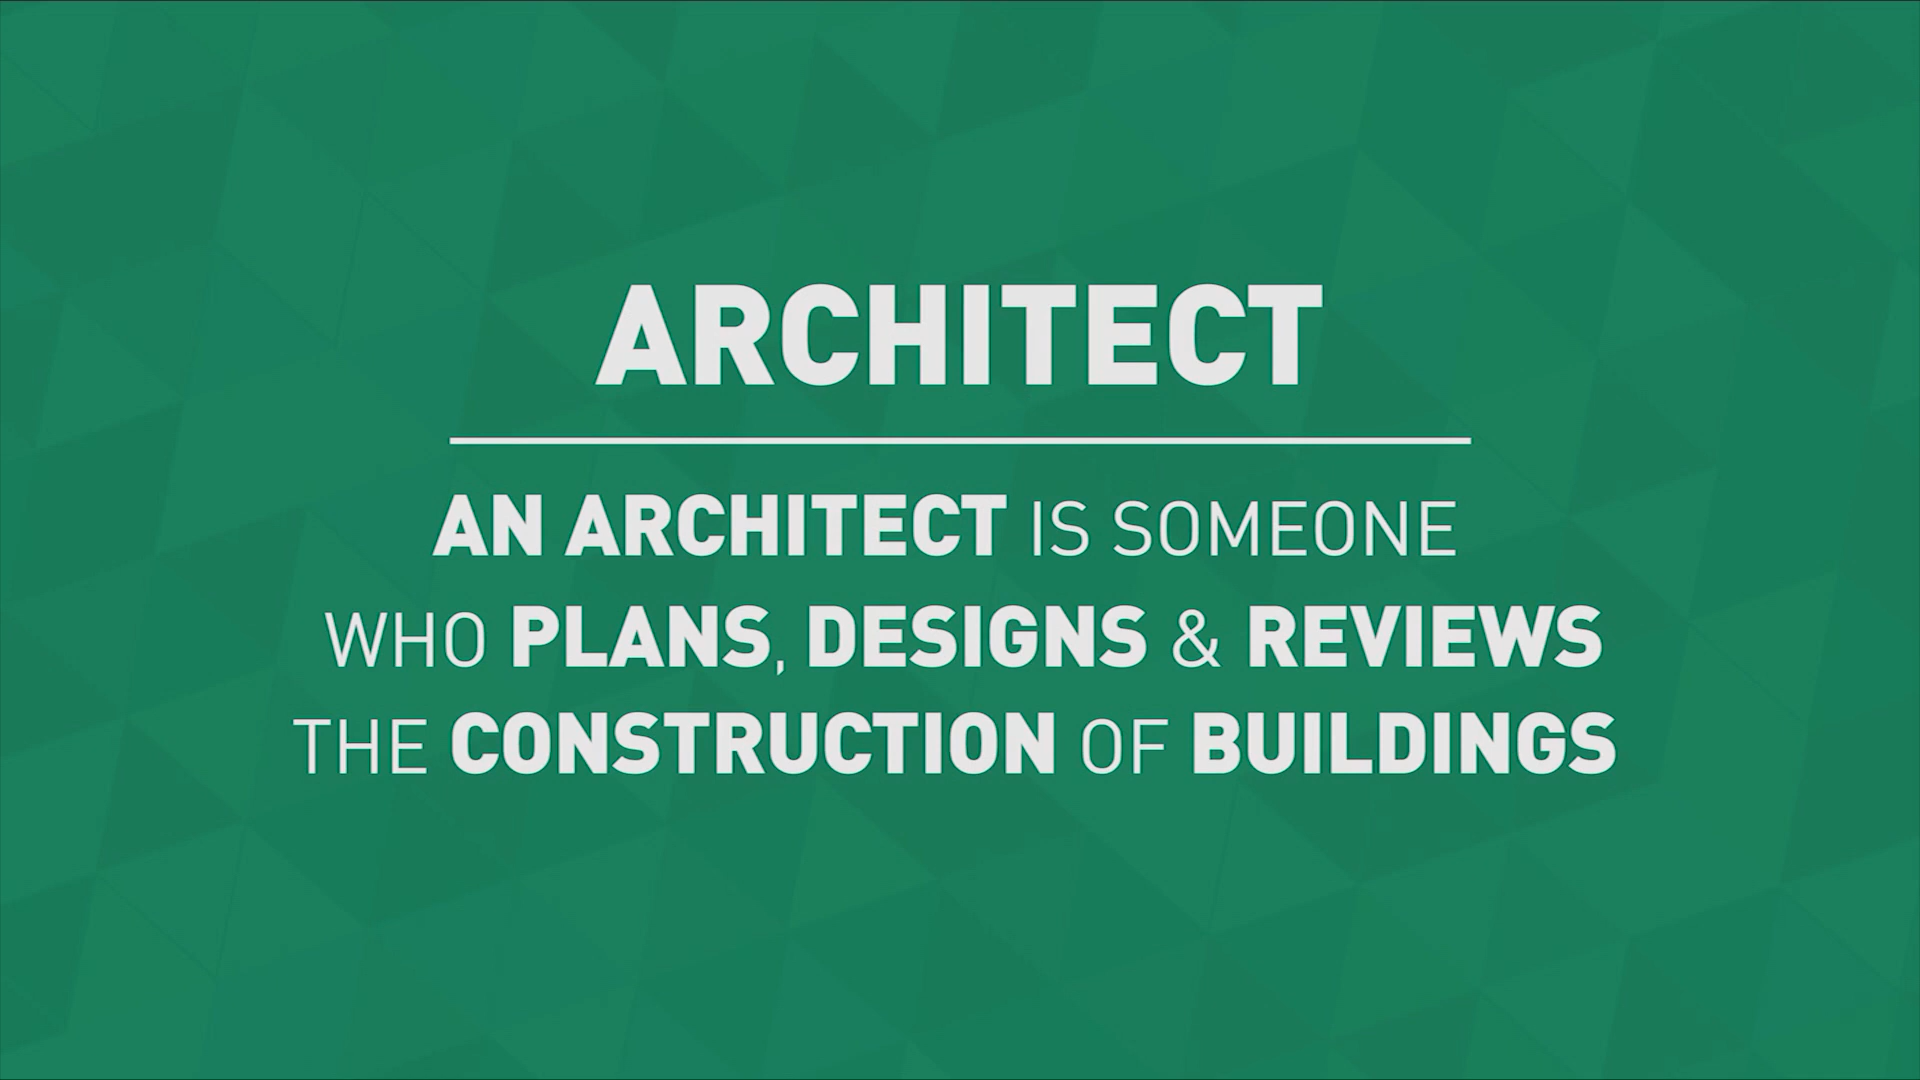 ARCHITECT
AN ARCHITECT IS SOMEONE
WHO PLANS, DESIGNS & REVIEWS
THE CONSTRUCTION OF BUILDINGS